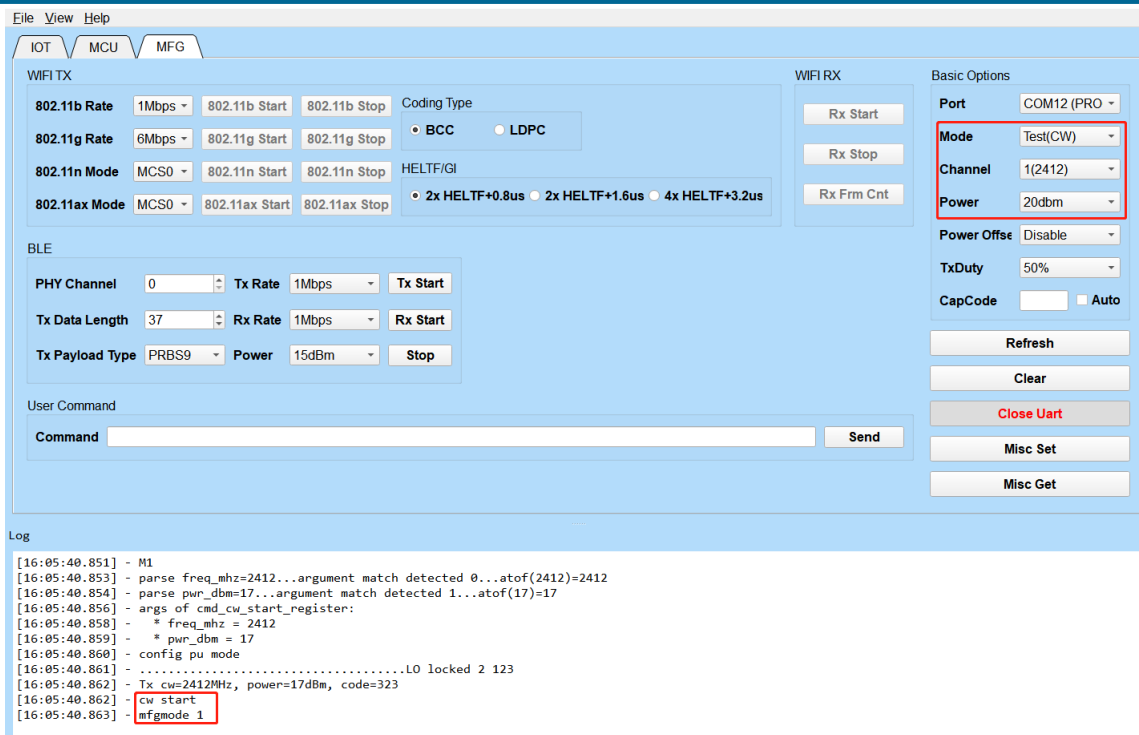 File View Help
IOT MCU MFG
WIFI TX
802.11b Rate 1Mbps 802.11b Start 802.11b Stop
802.11g Rate 6Mbps 802.11g Start 802.11g Stop
802.11n Mode MCS0 802.11n Start 802.11n Stop
802.11ax Mode MCS0 802.11ax Start 802.11ax Stop
Coding Type
BCC LDPC
HELTF/GI
2x HELTF+0.8us 2x HELTF+1.6us 4x HELTF+3.2us
WIFI RX
Rx Start
Rx Stop
Rx Frm Cnt
Basic Options
Port COM12 (PRO
Mode Test(CW)
Channel 1(2412)
Power 20dbm
Power Offse Disable
TxDuty 50%
CapCode Auto
Refresh
Clear
Close Uart
Misc Set
Misc Get
BLE
PHY Channel 0 Tx Rate 1Mbps Tx Start
Tx Data Length 37 Rx Rate 1Mbps Rx Start
Tx Payload Type PRBS9 Power 15dBm Stop
User Command
Command Send
Log
[16:05:40.851] - M1
[16:05:40.853] - parse freq_mhz=2412...argument match detected 0...atof(2412)=2412
[16:05:40.854] - parse pwr_dbm=17...argument match detected 1...atof(17)=17
[16:05:40.856] - args of cmd_cw_start_register:
[16:05:40.858] - * freq_mhz = 2412
[16:05:40.859] - * pwr_dbm = 17
[16:05:40.860] - config pu mode
[16:05:40.861] - ....................................LO locked 2 123
[16:05:40.862] - Tx cw=2412MHz, power=17dBm, code=323
[16:05:40.862] - cw start
[16:05:40.863] - mfgmode 1